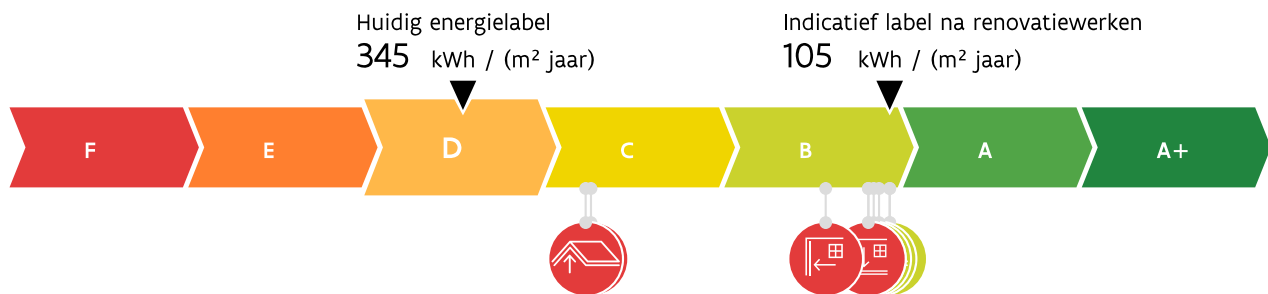 Huidig energielabel
345 kWh / (m² jaar)
Indicatief label na renovatiewerken
105 kWh / (m² jaar)
F E D C B A A+